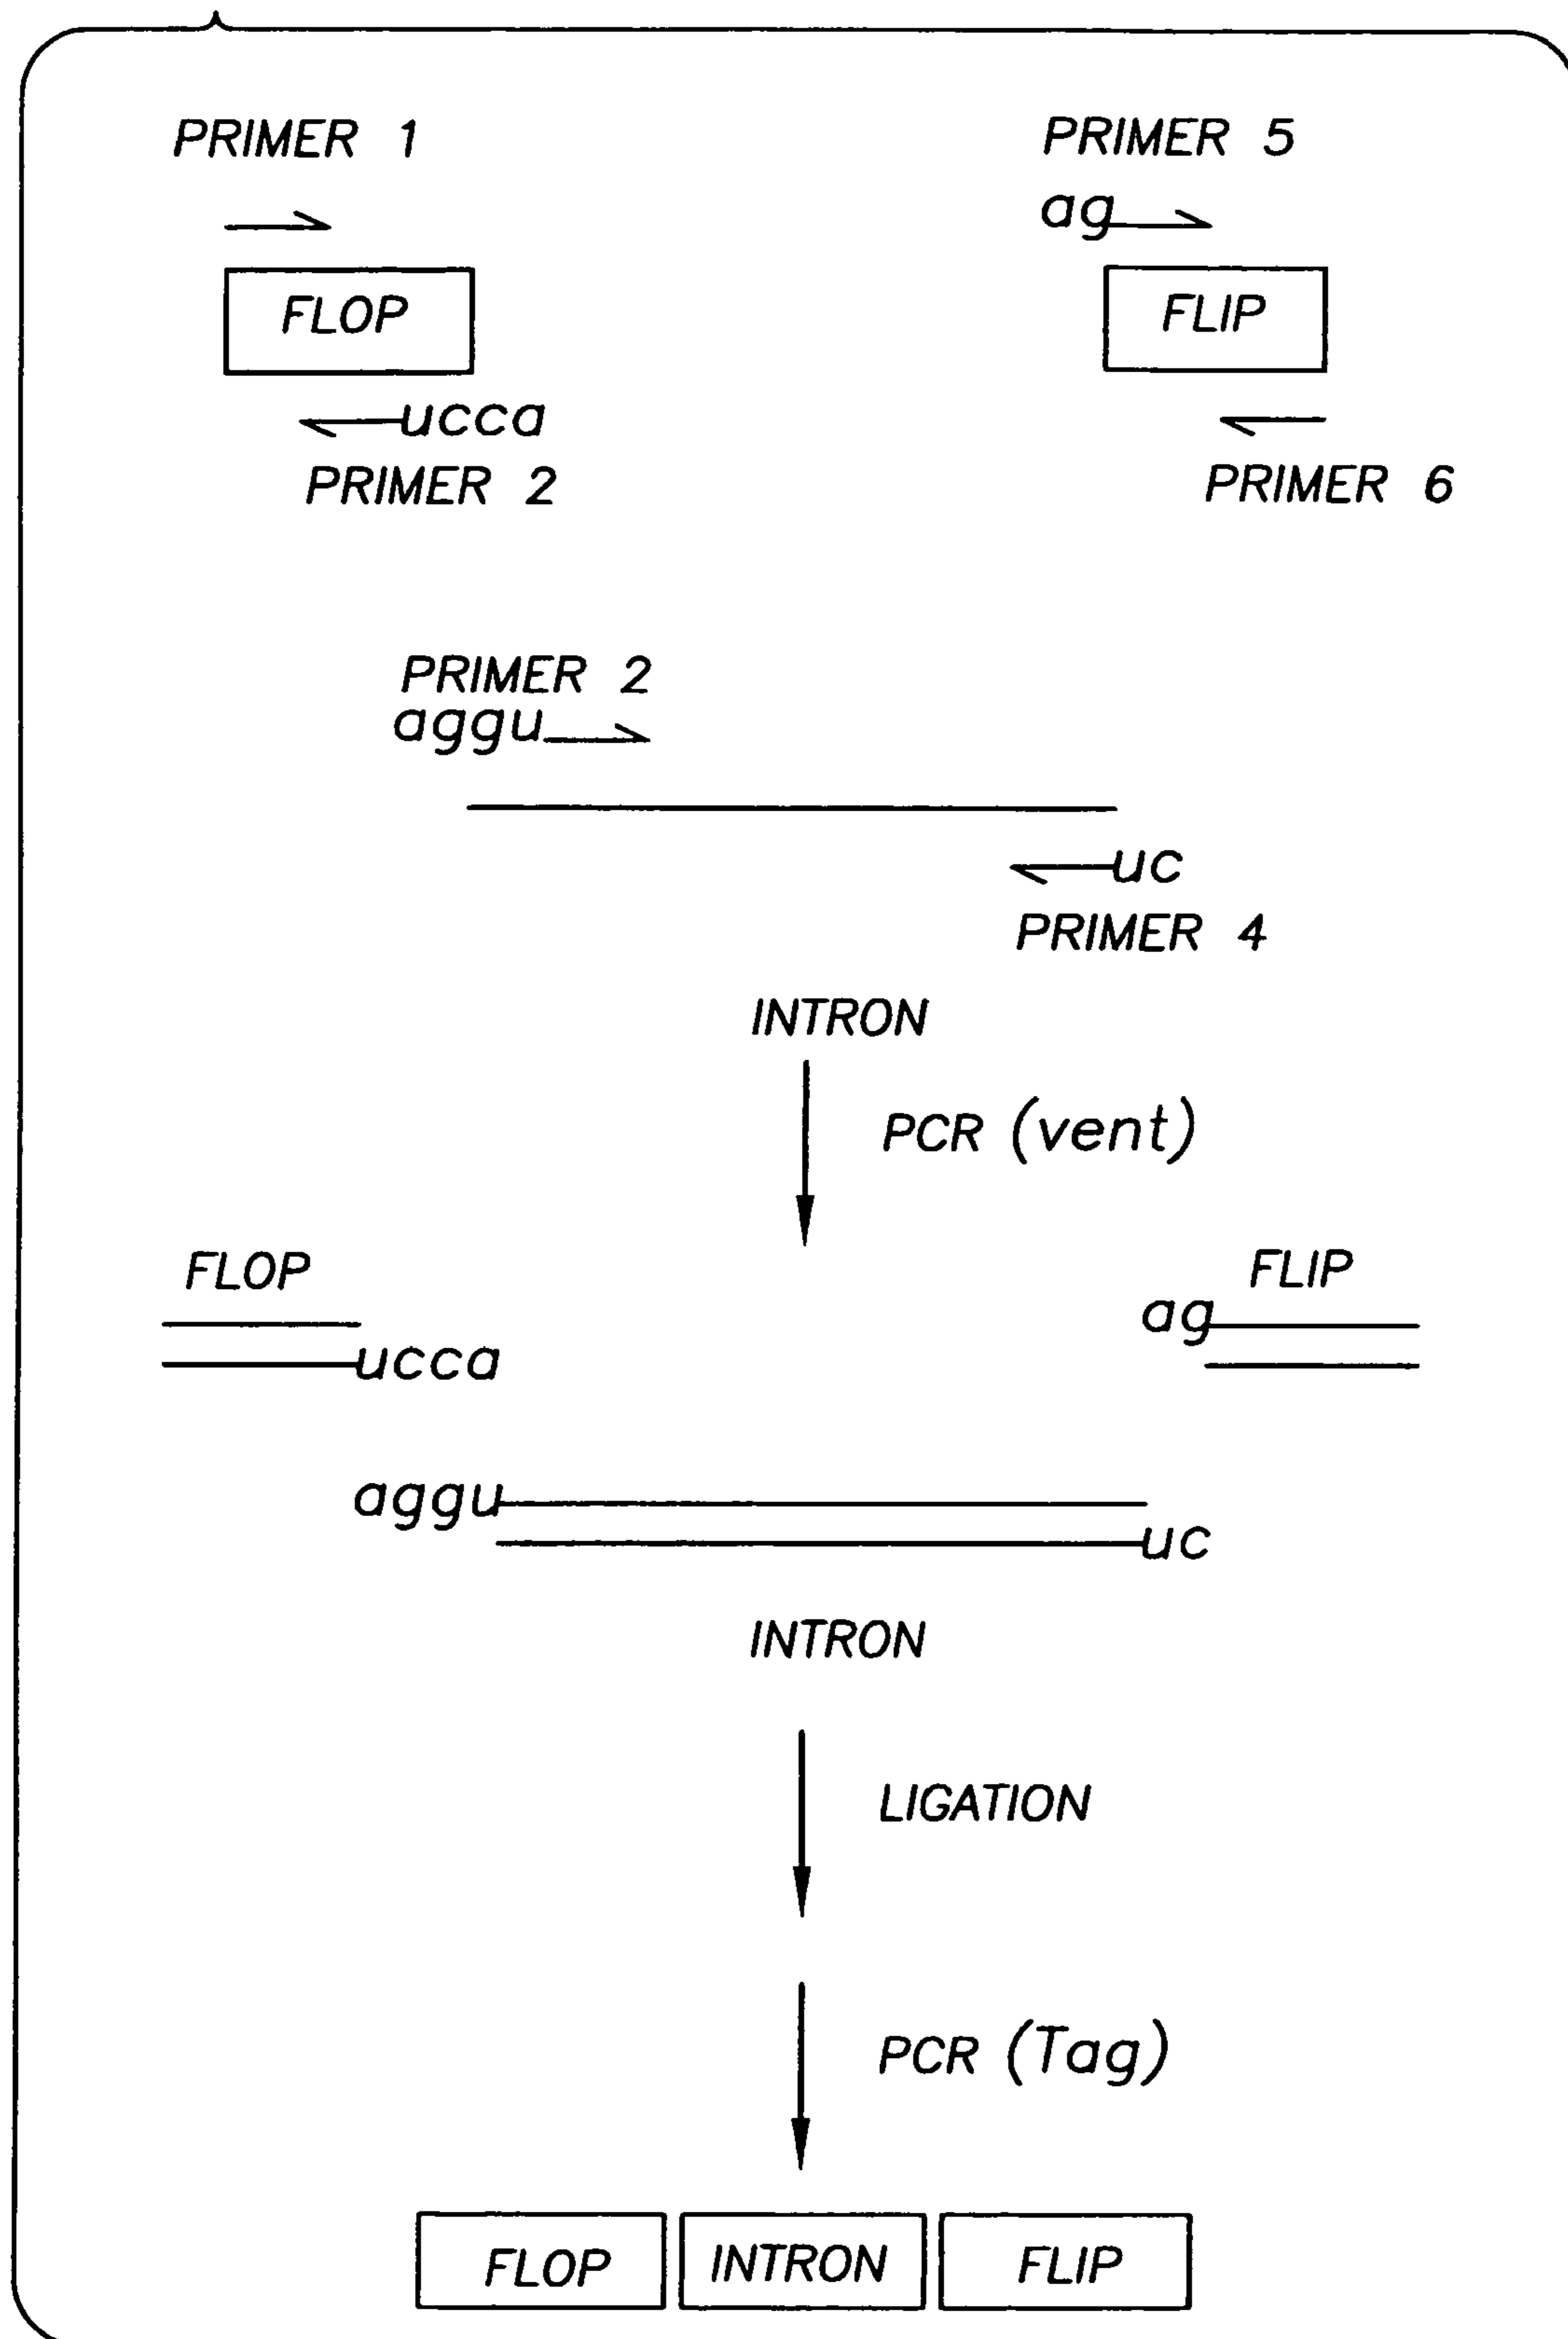 PRIMER 1
PRIMER 5
ag
FLOP
FLIP
ucca
PRIMER 2
PRIMER 6
PRIMER 2
aggu
uc
PRIMER 4
INTRON
PCR (vent)
FLOP
FLIP
ag
ucca
aggu
uc
INTRON
LIGATION
PCR (Tag)
FLOP
INTRON
FLIP